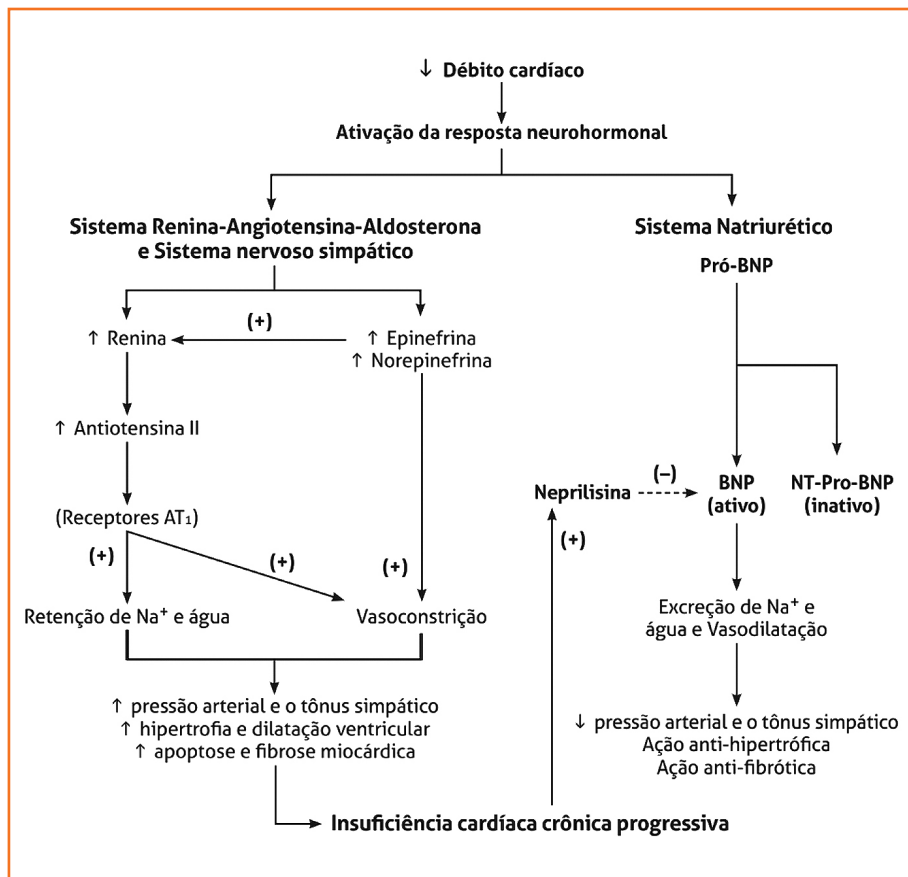 ↓ Débito cardíaco
Ativação da resposta neurohormonal
Sistema Renina-Angiotensina-Aldosterona
e Sistema nervoso simpático
↑ Renina
(+)
↑ Epinefrina
↑ Norepinefrina
↑ Antiotensina II
(Receptores AT₁)
(+)
(+)
(+)
Retenção de Na⁺ e água
Vasoconstrição
↑ pressão arterial e o tônus simpático
↑ hipertrofia e dilatação ventricular
↑ apoptose e fibrose miocárdica
Insuficiência cardíaca crônica progressiva
Sistema Natriurético
Pró-BNP
Neprilisina
(–)
(+)
BNP
(ativo)
NT-Pro-BNP
(inativo)
Excreção de Na⁺ e
água e Vasodilatação
↓ pressão arterial e o tônus simpático
Ação anti-hipertrófica
Ação anti-fibrótica